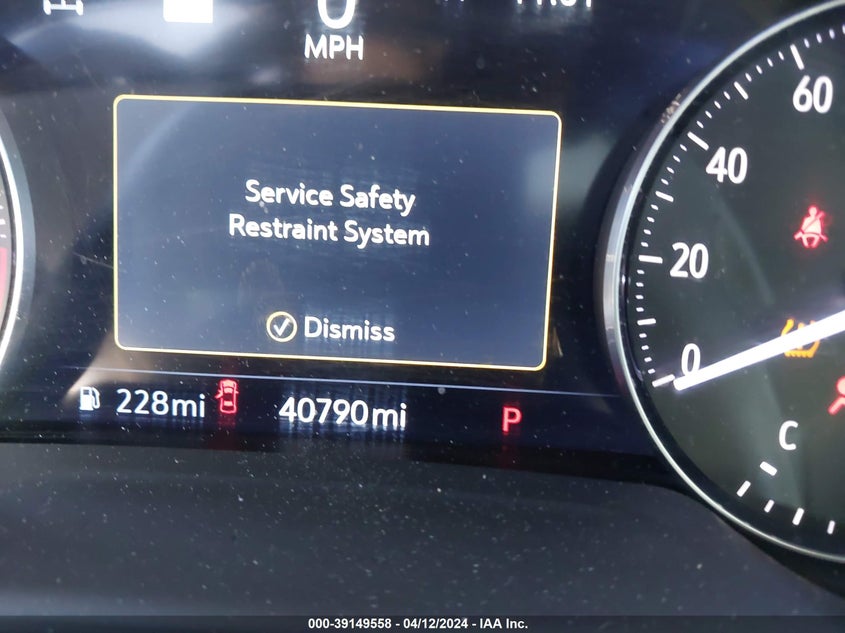 0
MPH
Service Safety
Restraint System
Dismiss
228mi
40790mi
P
60
40
20
0
C
000-39149558 - 04/12/2024 - IAA Inc.